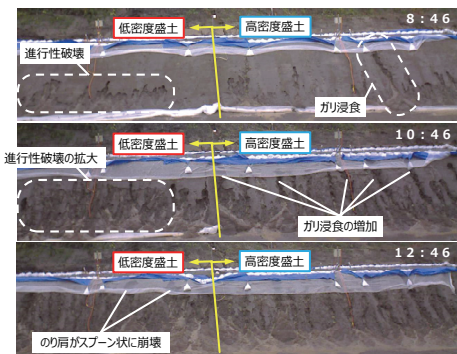 低密度盛土 高密度盛土 8:46
進行性破壊
ガリ浸食
低密度盛土 高密度盛土 10:46
進行性破壊の拡大
ガリ浸食の増加
低密度盛土 高密度盛土 12:46
のり肩がスプーン状に崩壊